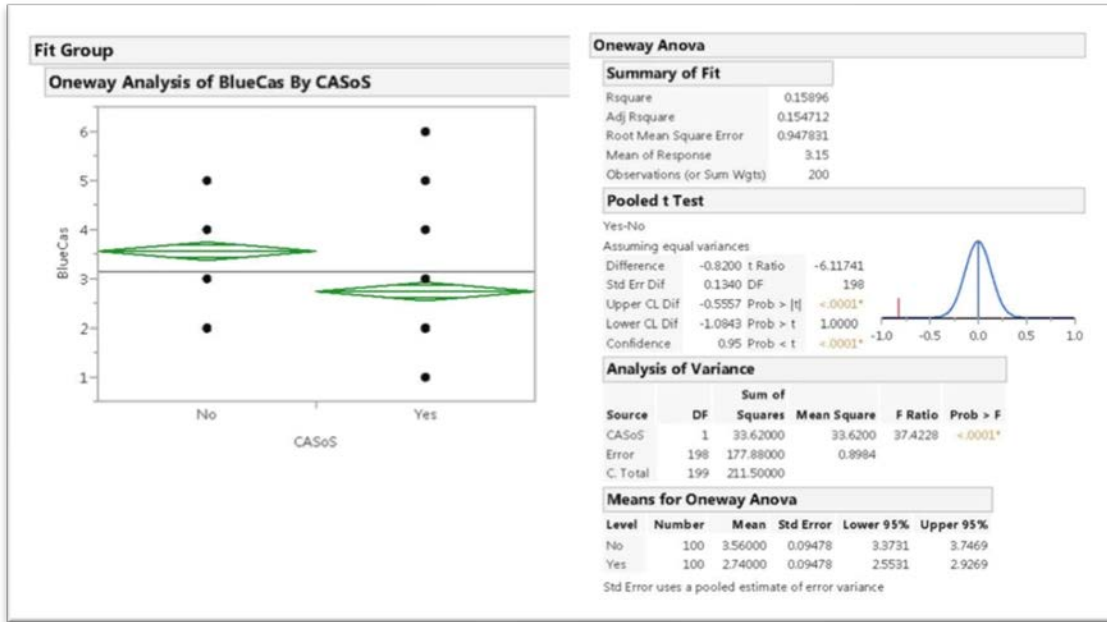 Fit Group
Oneway Analysis of BlueCas By CASoS
6
5
4
3
2
1
BlueCas
No Yes
CASoS
Oneway Anova
Summary of Fit
Rsquare 0.15896
Adj Rsquare 0.154712
Root Mean Square Error 0.947831
Mean of Response 3.15
Observations (or Sum Wgts) 200
Pooled t Test
Yes-No
Assuming equal variances
Difference -0.8200 t Ratio -6.11741
Std Err Dif 0.1340 DF 198
Upper CL Dif -0.5557 Prob > |t| <.0001*
Lower CL Dif -1.0843 Prob > t 1.0000
Confidence 0.95 Prob < t <.0001*
-1.0 -0.5 0.0 0.5 1.0
Analysis of Variance
Sum of
Source DF Squares Mean Square F Ratio Prob > F
CASoS 1 33.62000 33.6200 37.4228 <.0001*
Error 198 177.88000 0.8984
C. Total 199 211.50000
Means for Oneway Anova
Level Number Mean Std Error Lower 95% Upper 95%
No 100 3.56000 0.09478 3.3731 3.7469
Yes 100 2.74000 0.09478 2.5531 2.9269
Std Error uses a pooled estimate of error variance